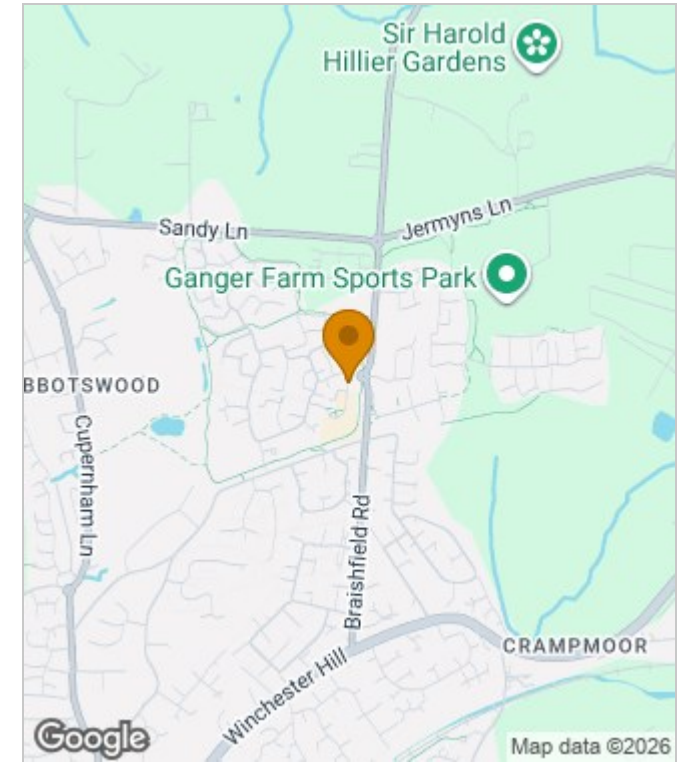 Sir Harold
Hillier Gardens
Sandy Ln
Jermyns Ln
Ganger Farm Sports Park
BBOTSWOOD
Cupernham Ln
Braishfield Rd
CRAMPMOOR
Winchester Hill
Google
Map data ©2026